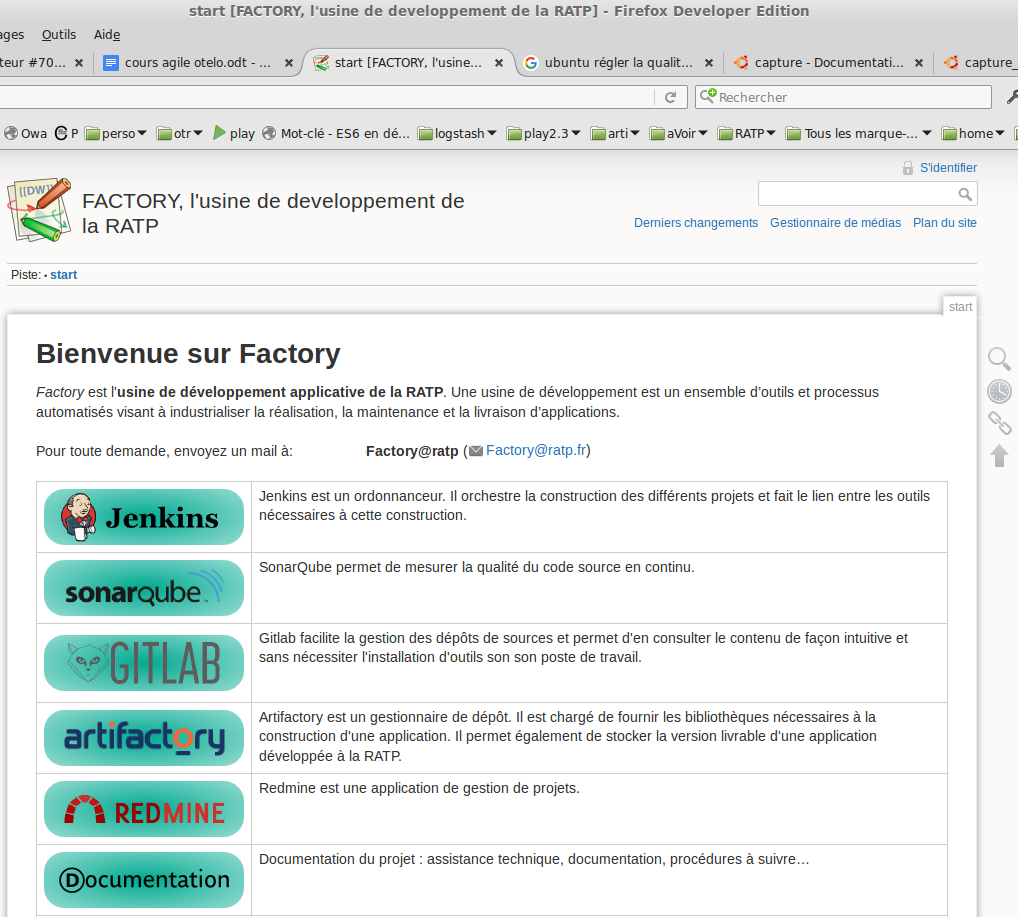 start [FACTORY, l'usine de developpement de la RATP] - Firefox Developer Edition
ages Outils Aide
teur #70... × cours agile otelo.odt - ... × start [FACTORY, l'usine... × ubuntu régler la qualit... × capture - Documentati... × capture_
Rechercher
Owa P perso otr play Mot-clé - ES6 en dé... logstash play2.3 arti aVoir RATP Tous les marque-... home
S'identifier
[[DW]]
FACTORY, l'usine de developpement de
la RATP
Derniers changements Gestionnaire de médias Plan du site
Piste: • start
start
Bienvenue sur Factory
Factory est l'usine de développement applicative de la RATP. Une usine de développement est un ensemble d’outils et processus
automatisés visant à industrialiser la réalisation, la maintenance et la livraison d’applications.
Pour toute demande, envoyez un mail à: Factory@ratp (Factory@ratp.fr)
Jenkins
Jenkins est un ordonnanceur. Il orchestre la construction des différents projets et fait le lien entre les outils
nécessaires à cette construction.
sonarqube™
SonarQube permet de mesurer la qualité du code source en continu.
GITLAB
Gitlab facilite la gestion des dépôts de sources et permet d'en consulter le contenu de façon intuitive et
sans nécessiter l'installation d'outils son son poste de travail.
artifactory
Artifactory est un gestionnaire de dépôt. Il est chargé de fournir les bibliothèques nécessaires à la
construction d'une application. Il permet également de stocker la version livrable d'une application
développée à la RATP.
REDMINE
Redmine est une application de gestion de projets.
Documentation
Documentation du projet : assistance technique, documentation, procédures à suivre…